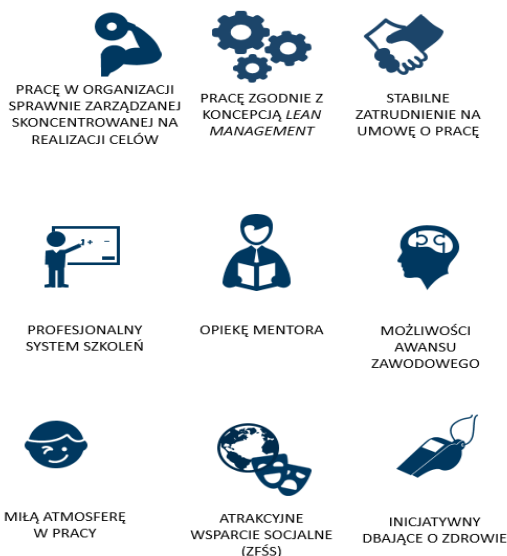 PRACĘ W ORGANIZACJI
SPRAWNIE ZARZĄDZANEJ
SKONCENTROWANEJ NA
REALIZACJI CELÓW
PRACĘ ZGODNIE Z
KONCEPCJĄ LEAN
MANAGEMENT
STABILNE
ZATRUDNIENIE NA
UMOWĘ O PRACĘ
1+ -
PROFESJONALNY
SYSTEM SZKOLEŃ
OPIEKĘ MENTORA
MOŻLIWOŚCI
AWANSU
ZAWODOWEGO
MIŁĄ ATMOSFERĘ
W PRACY
ATRAKCYJNE
WSPARCIE SOCJALNE
(ZFŚS)
INICJATYWNY
DBAJĄCE O ZDROWIE